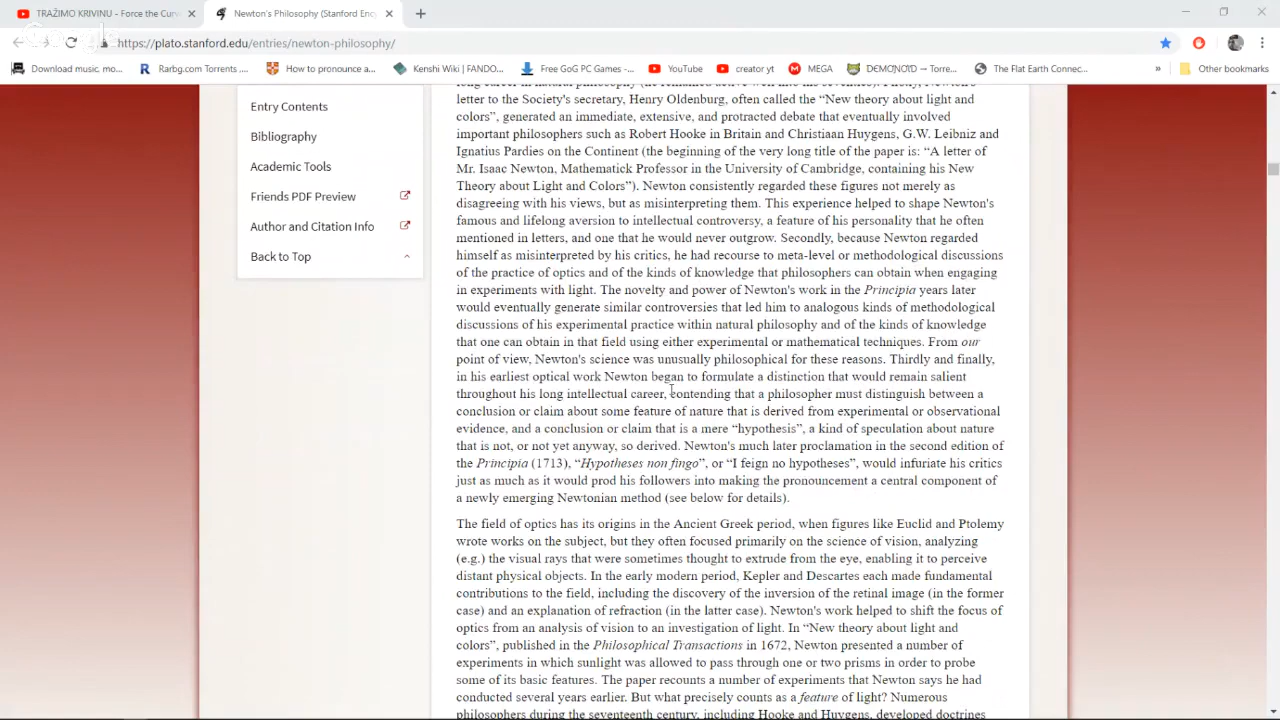 TRAŽIMO KRIVINU - Force the Curv
Newton's Philosophy (Stanford Enc
https://plato.stanford.edu/entries/newton-philosophy/
Download music, mo... Rarbg.com Torrents ,... How to pronounce a... Kenshi Wiki | FANDO... Free GoG PC Games -... YouTube creator yt MEGA DEMONOID — Torre... The Flat Earth Connec... » Other bookmarks
Entry Contents
Bibliography
Academic Tools
Friends PDF Preview
Author and Citation Info
Back to Top
long career in natural philosophy (he remained active well into his seventies). Firstly, Newton's
letter to the Society's secretary, Henry Oldenburg, often called the “New theory about light and
colors”, generated an immediate, extensive, and protracted debate that eventually involved
important philosophers such as Robert Hooke in Britain and Christiaan Huygens, G.W. Leibniz and
Ignatius Pardies on the Continent (the beginning of the very long title of the paper is: “A letter of
Mr. Isaac Newton, Mathematick Professor in the University of Cambridge, containing his New
Theory about Light and Colors”). Newton consistently regarded these figures not merely as
disagreeing with his views, but as misinterpreting them. This experience helped to shape Newton's
famous and lifelong aversion to intellectual controversy, a feature of his personality that he often
mentioned in letters, and one that he would never outgrow. Secondly, because Newton regarded
himself as misinterpreted by his critics, he had recourse to meta-level or methodological discussions
of the practice of optics and of the kinds of knowledge that philosophers can obtain when engaging
in experiments with light. The novelty and power of Newton's work in the Principia years later
would eventually generate similar controversies that led him to analogous kinds of methodological
discussions of his experimental practice within natural philosophy and of the kinds of knowledge
that one can obtain in that field using either experimental or mathematical techniques. From our
point of view, Newton's science was unusually philosophical for these reasons. Thirdly and finally,
in his earliest optical work Newton began to formulate a distinction that would remain salient
throughout his long intellectual career, contending that a philosopher must distinguish between a
conclusion or claim about some feature of nature that is derived from experimental or observational
evidence, and a conclusion or claim that is a mere “hypothesis”, a kind of speculation about nature
that is not, or not yet anyway, so derived. Newton's much later proclamation in the second edition of
the Principia (1713), “Hypotheses non fingo”, or “I feign no hypotheses”, would infuriate his critics
just as much as it would prod his followers into making the pronouncement a central component of
a newly emerging Newtonian method (see below for details).
The field of optics has its origins in the Ancient Greek period, when figures like Euclid and Ptolemy
wrote works on the subject, but they often focused primarily on the science of vision, analyzing
(e.g.) the visual rays that were sometimes thought to extrude from the eye, enabling it to perceive
distant physical objects. In the early modern period, Kepler and Descartes each made fundamental
contributions to the field, including the discovery of the inversion of the retinal image (in the former
case) and an explanation of refraction (in the latter case). Newton's work helped to shift the focus of
optics from an analysis of vision to an investigation of light. In “New theory about light and
colors”, published in the Philosophical Transactions in 1672, Newton presented a number of
experiments in which sunlight was allowed to pass through one or two prisms in order to probe
some of its basic features. The paper recounts a number of experiments that Newton says he had
conducted several years earlier. But what precisely counts as a feature of light? Numerous
philosophers during the seventeenth century, including Hooke and Huygens, developed doctrines